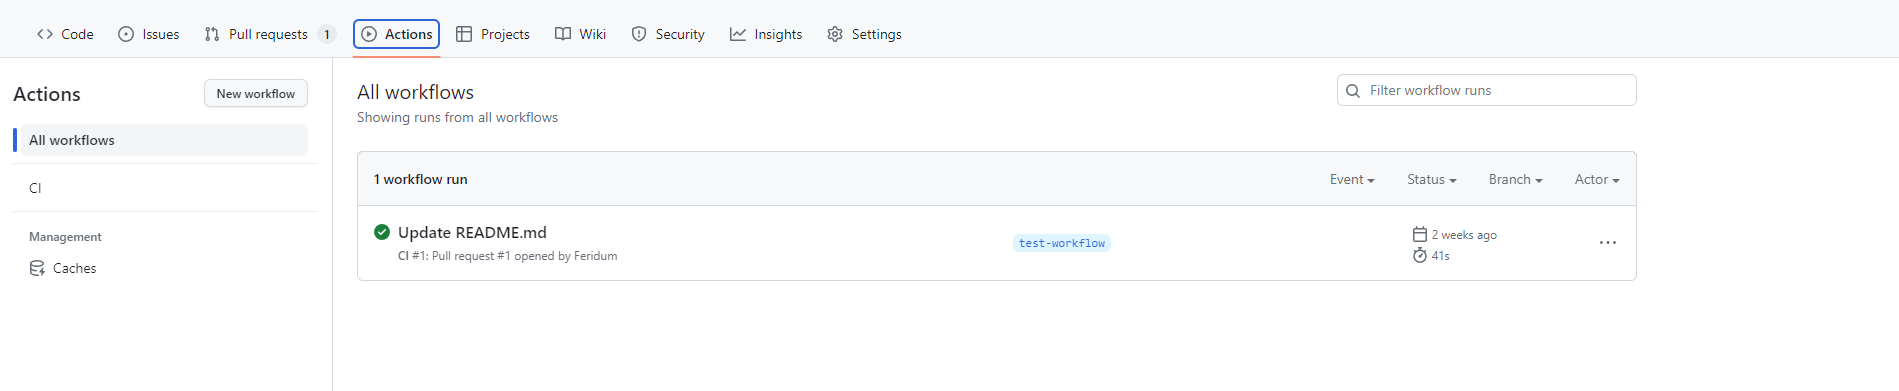 Code Issues Pull requests 1 Actions Projects Wiki Security Insights Settings
Actions
New workflow
All workflows
CI
Management
Caches
All workflows
Showing runs from all workflows
Filter workflow runs
1 workflow run
Event Status Branch Actor
Update README.md
CI #1: Pull request #1 opened by Feridum
test-workflow
2 weeks ago
41s